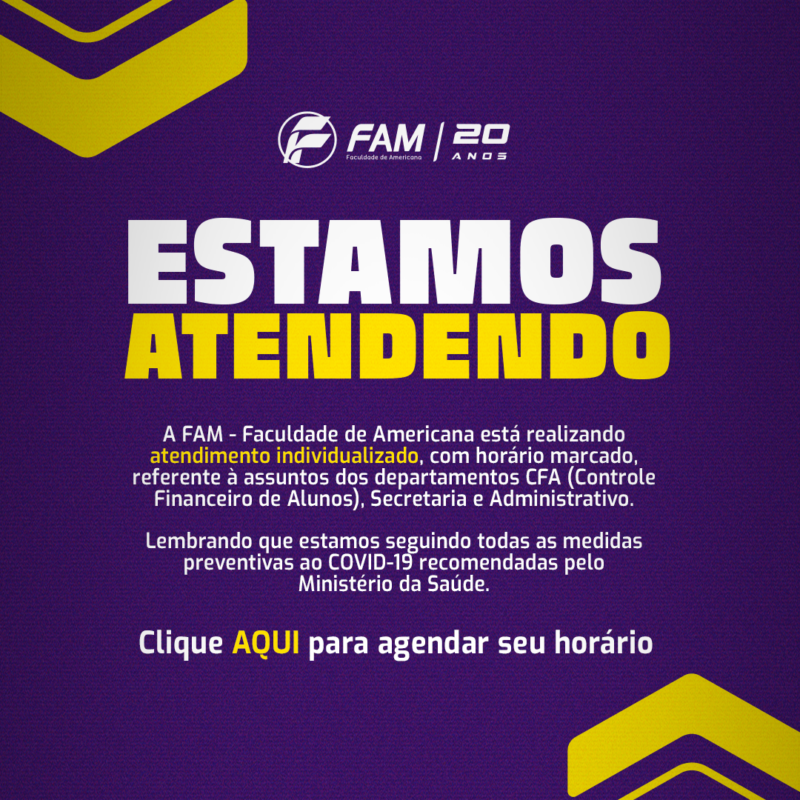 FAM | 20
Faculdade de Americana ANOS
ESTAMOS
ATENDENDO
A FAM - Faculdade de Americana está realizando
atendimento individualizado, com horário marcado,
referente à assuntos dos departamentos CFA (Controle
Financeiro de Alunos), Secretaria e Administrativo.
Lembrando que estamos seguindo todas as medidas
preventivas ao COVID-19 recomendadas pelo
Ministério da Saúde.
Clique AQUI para agendar seu horário